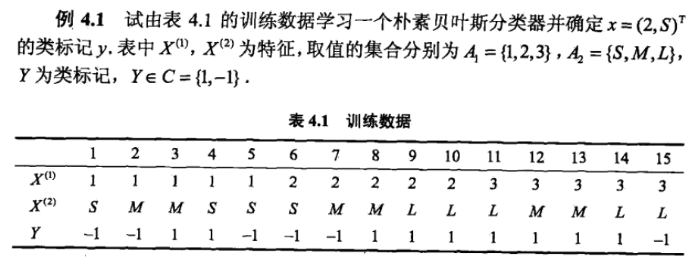 例 4.1 试由表 4.1 的训练数据学习一个朴素贝叶斯分类器并确定 x=(2,S)ᵀ
的类标记 y. 表中 X⁽¹⁾, X⁽²⁾ 为特征, 取值的集合分别为 A₁={1,2,3}, A₂={S,M,L},
Y 为类标记, Y∈C={1,−1}.
表 4.1 训练数据
1 2 3 4 5 6 7 8 9 10 11 12 13 14 15
X⁽¹⁾ 1 1 1 1 1 2 2 2 2 2 3 3 3 3 3
X⁽²⁾ S M M S S S M M L L L M M L L
Y −1 −1 1 1 −1 −1 −1 1 1 1 1 1 1 1 −1